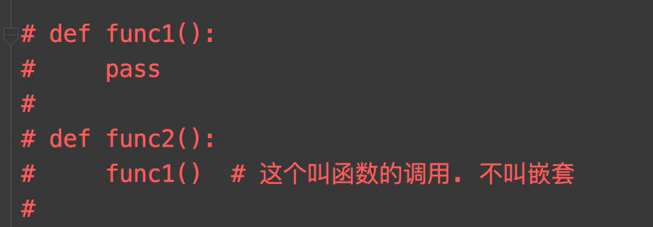 # def func1():
#     pass
#
# def func2():
#     func1()  # 这个叫函数的调用. 不叫嵌套
#